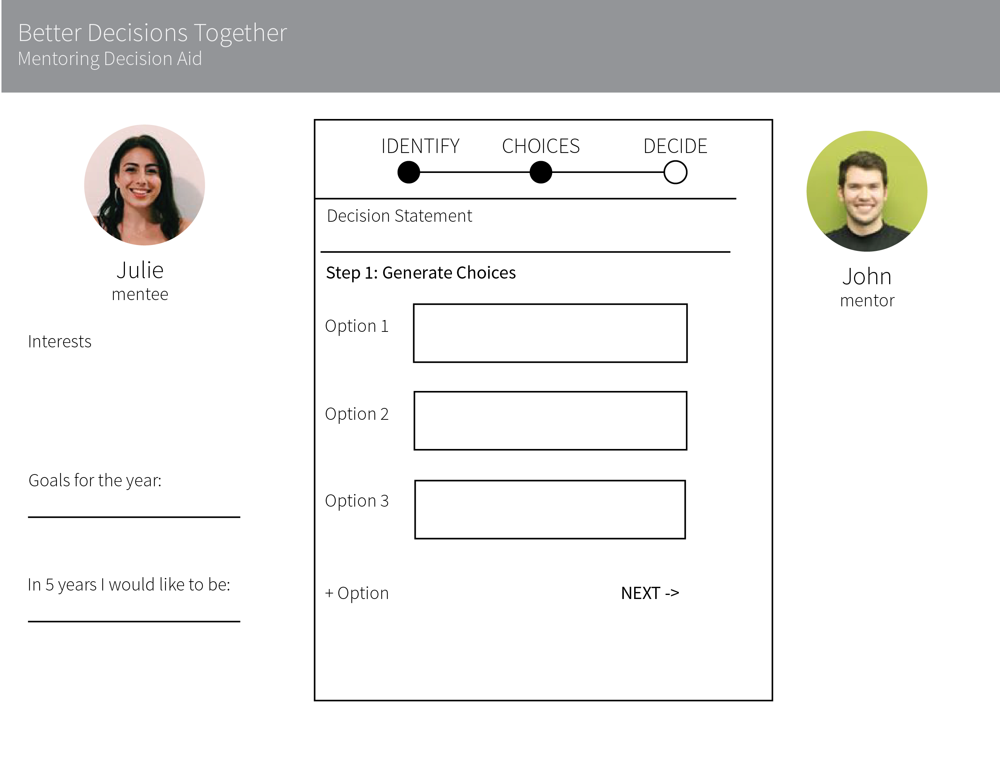 Better Decisions Together
Mentoring Decision Aid
Julie
mentee
Interests
Goals for the year:
In 5 years I would like to be:
IDENTIFY CHOICES DECIDE
Decision Statement
Step 1: Generate Choices
Option 1
Option 2
Option 3
+ Option NEXT ->
John
mentor